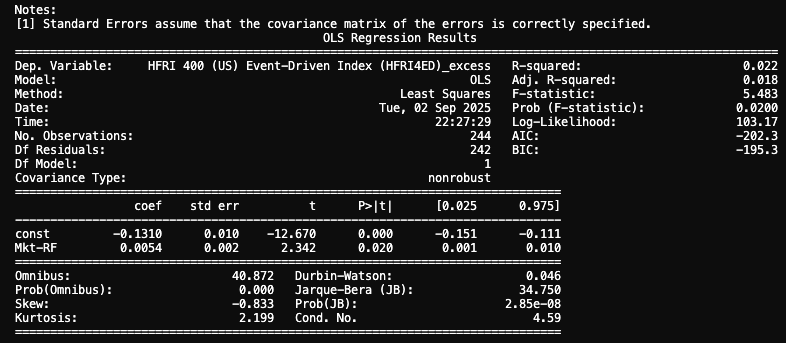 Notes:
[1] Standard Errors assume that the covariance matrix of the errors is correctly specified.
OLS Regression Results
==============================================================================
Dep. Variable: HFRI 400 (US) Event-Driven Index (HFRI4ED)_excess R-squared: 0.022
Model: OLS Adj. R-squared: 0.018
Method: Least Squares F-statistic: 5.483
Date: Tue, 02 Sep 2025 Prob (F-statistic): 0.0200
Time: 22:27:29 Log-Likelihood: 103.17
No. Observations: 244 AIC: -202.3
Df Residuals: 242 BIC: -195.3
Df Model: 1
Covariance Type: nonrobust
==============================================================================
coef std err t P>|t| [0.025 0.975]
------------------------------------------------------------------------------
const -0.1310 0.010 -12.670 0.000 -0.151 -0.111
Mkt-RF 0.0054 0.002 2.342 0.020 0.001 0.010
==============================================================================
Omnibus: 40.872 Durbin-Watson: 0.046
Prob(Omnibus): 0.000 Jarque-Bera (JB): 34.750
Skew: -0.833 Prob(JB): 2.85e-08
Kurtosis: 2.199 Cond. No. 4.59
==============================================================================